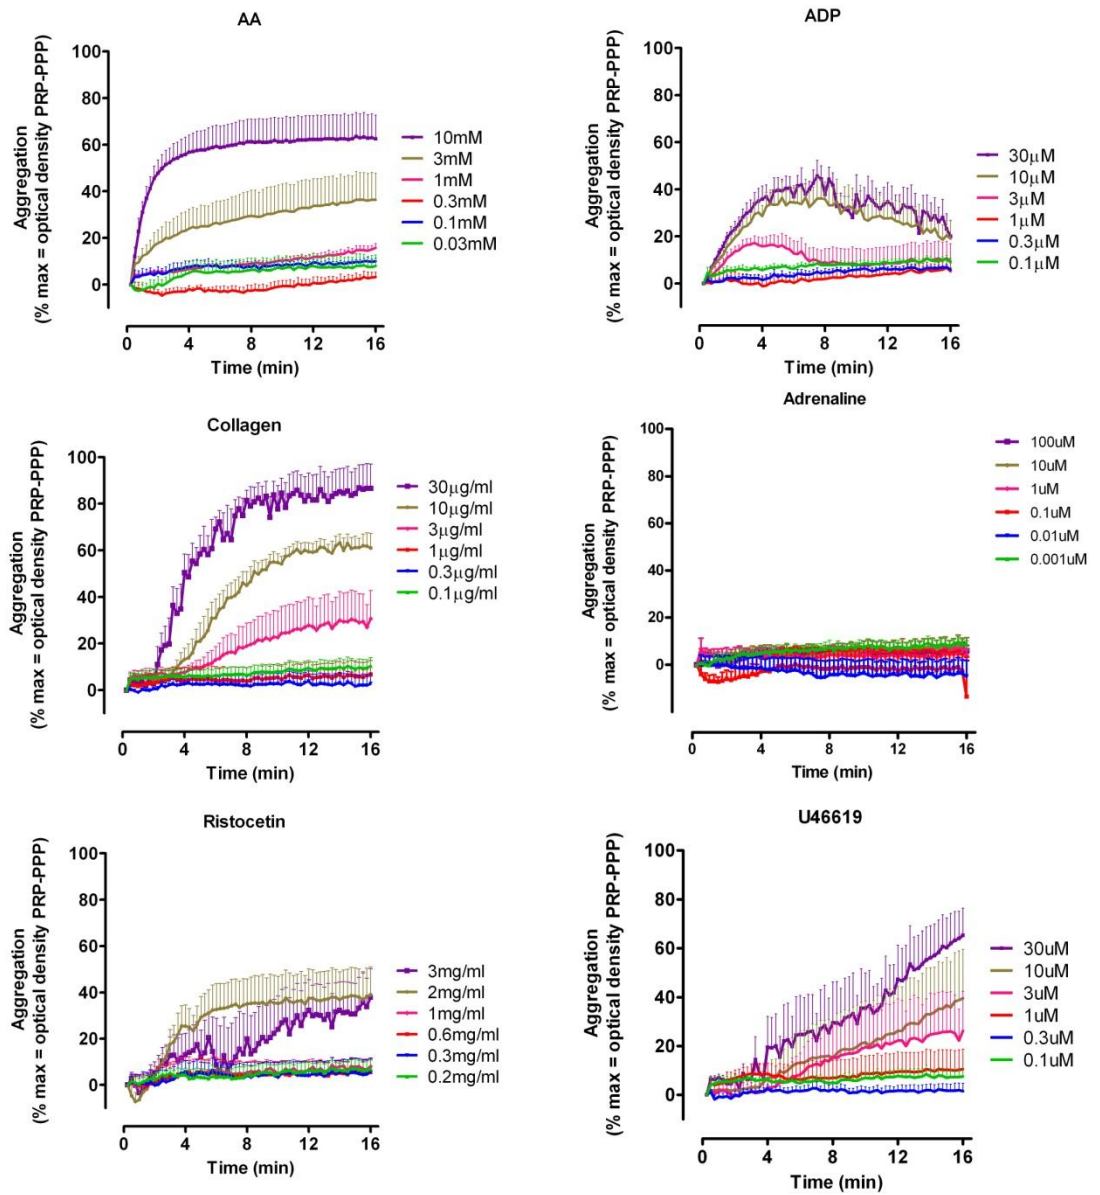 AA
Aggregation
(% max = optical density PRP-PPP)
100
80
60
40
20
0
0 4 8 12 16
Time (min)
10mM
3mM
1mM
0.3mM
0.1mM
0.03mM
ADP
Aggregation
(% max = optical density PRP-PPP)
100
80
60
40
20
0
0 4 8 12 16
Time (min)
30μM
10μM
3μM
1μM
0.3μM
0.1μM
Collagen
Aggregation
(% max = optical density PRP-PPP)
100
80
60
40
20
0
0 4 8 12 16
Time (min)
30μg/ml
10μg/ml
3μg/ml
1μg/ml
0.3μg/ml
0.1μg/ml
Adrenaline
Aggregation
(% max = optical density PRP-PPP)
100
80
60
40
20
0
0 4 8 12 16
Time (min)
100uM
10uM
1uM
0.1uM
0.01uM
0.001uM
Ristocetin
Aggregation
(% max = optical density PRP-PPP)
100
80
60
40
20
0
0 4 8 12 16
Time (min)
3mg/ml
2mg/ml
1mg/ml
0.6mg/ml
0.3mg/ml
0.2mg/ml
U46619
Aggregation
(% max = optical density PRP-PPP)
100
80
60
40
20
0
0 4 8 12 16
Time (min)
30uM
10uM
3uM
1uM
0.3uM
0.1uM